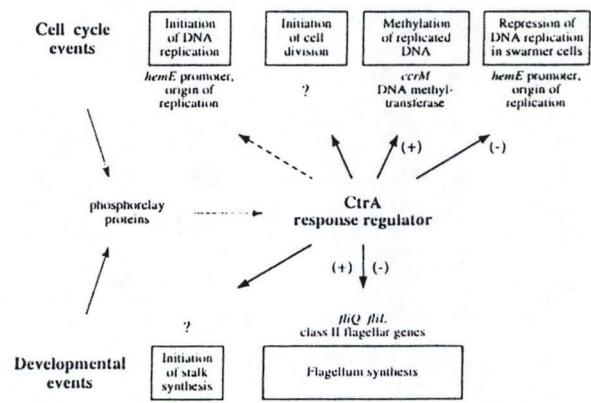 Cell cycle
events
Initiation
of DNA
replication
hemE promoter,
origin of
replication
Initiation
of cell
division
?
Methylation
of replicated
DNA
ccrM
DNA methyl-
transferase
Repression of
DNA replication
in swarmer cells
hemE promoter,
origin of
replication
(+)
(-)
phosphorelay
proteins
CtrA
response regulator
(+)
(-)
?
fliQ fliL
class II flagellar genes
Developmental
events
Initiation
of stalk
synthesis
Flagellum synthesis